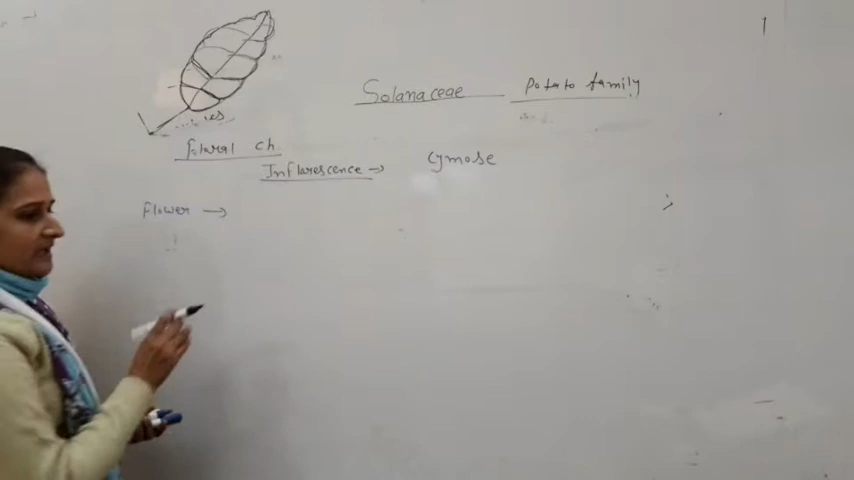 Solanaceae Potato family
Floral ch.
Inflorescence → Cymose
Flower →